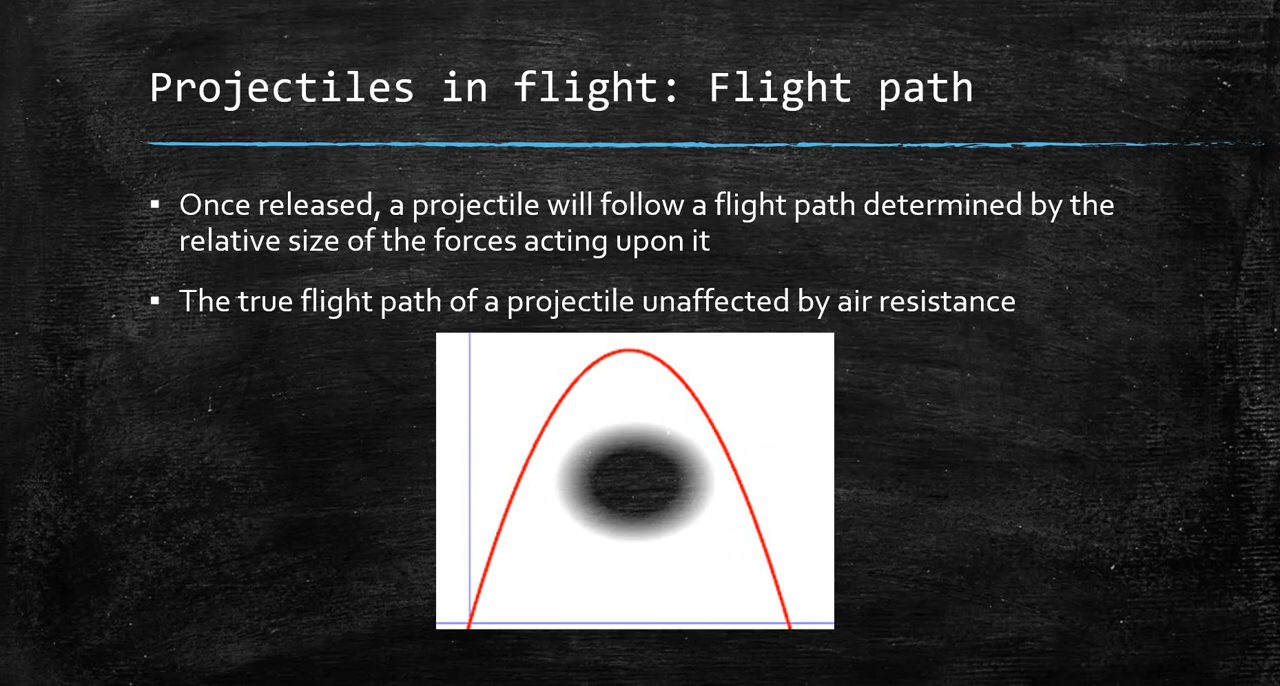 Projectiles in flight: Flight path
▪ Once released, a projectile will follow a flight path determined by the
relative size of the forces acting upon it
▪ The true flight path of a projectile unaffected by air resistance